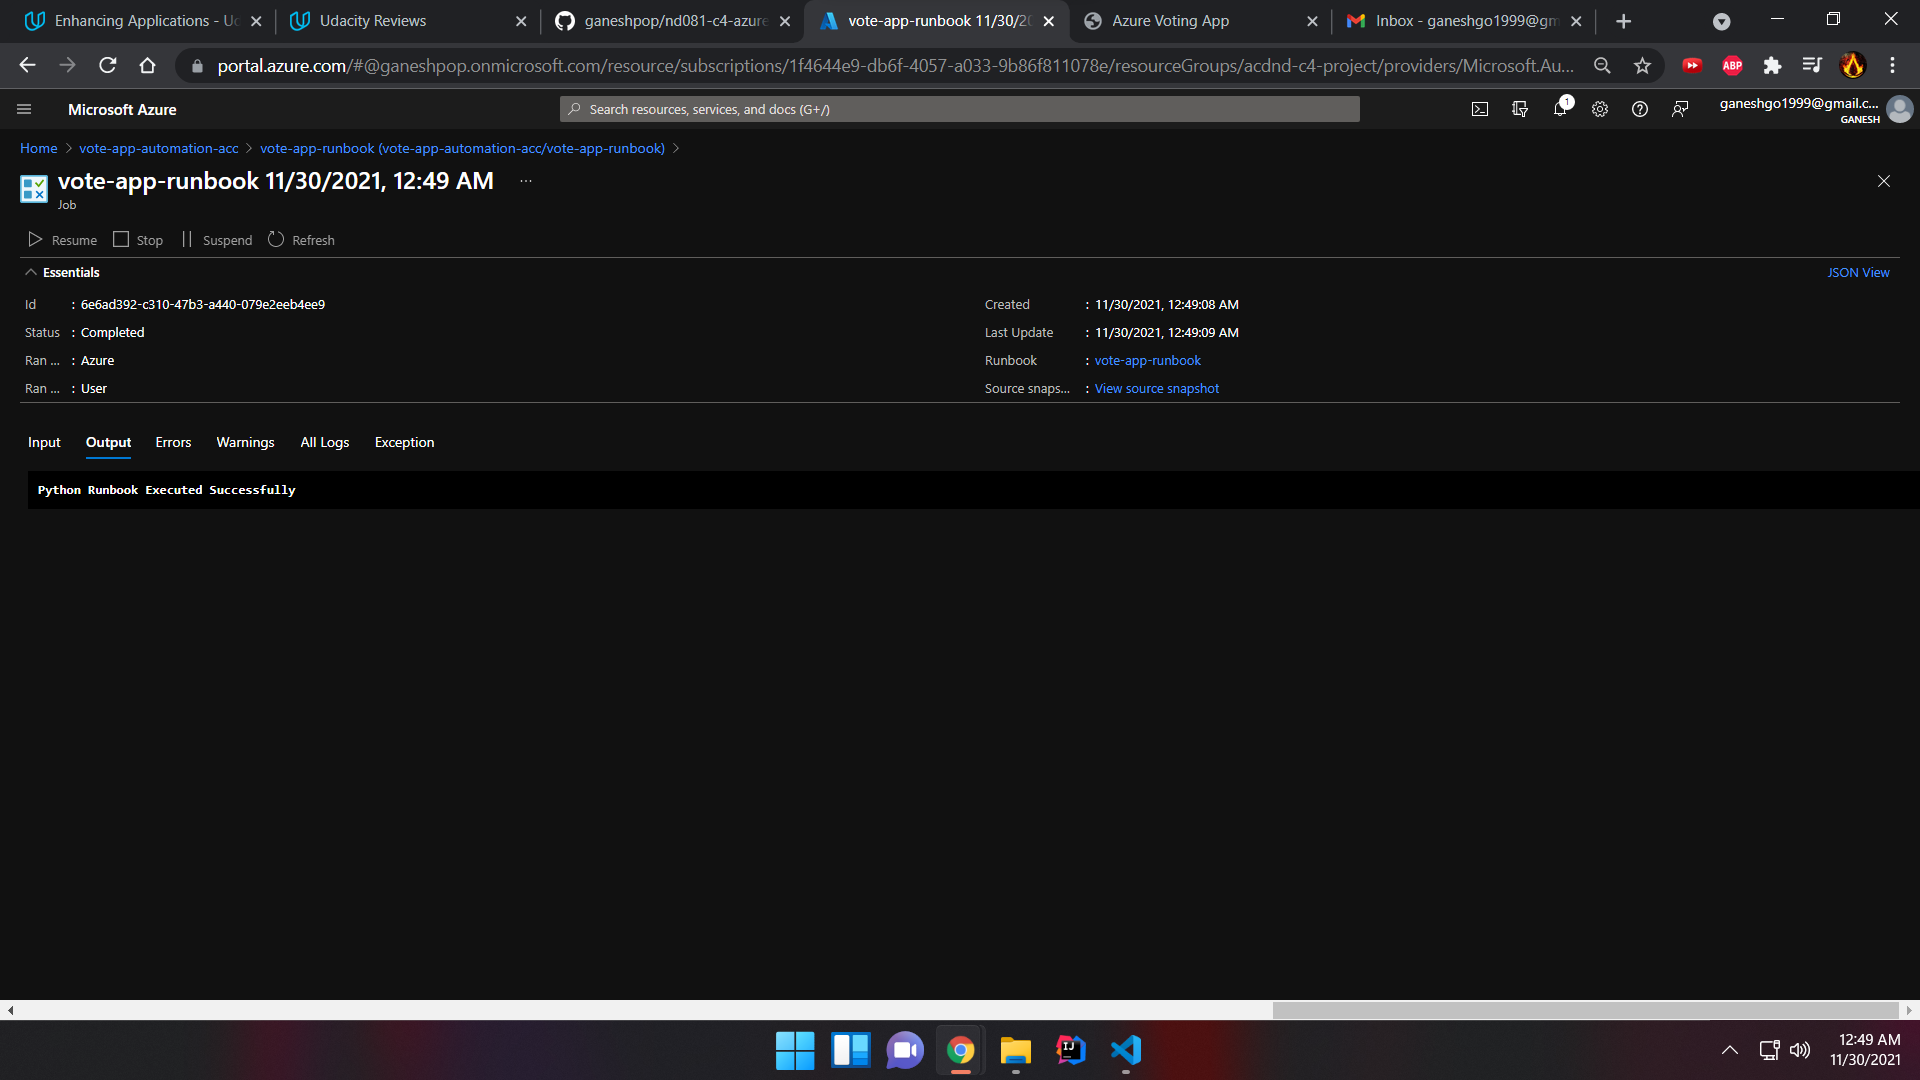 Enhancing Applications - Ud
Udacity Reviews
ganeshpop/nd081-c4-azure
vote-app-runbook 11/30/20
Azure Voting App
Inbox - ganeshgo1999@gm
portal.azure.com/#@ganeshpop.onmicrosoft.com/resource/subscriptions/1f4644e9-db6f-4057-a033-9b86f811078e/resourceGroups/acdnd-c4-project/providers/Microsoft.Au...
ABP
Microsoft Azure
Search resources, services, and docs (G+/)
1
ganeshgo1999@gmail.c...
GANESH
Home > vote-app-automation-acc > vote-app-runbook (vote-app-automation-acc/vote-app-runbook) >
vote-app-runbook 11/30/2021, 12:49 AM ...
Job
Resume Stop Suspend Refresh
Essentials
JSON View
Id : 6e6ad392-c310-47b3-a440-079e2eeb4ee9
Created : 11/30/2021, 12:49:08 AM
Status : Completed
Last Update : 11/30/2021, 12:49:09 AM
Ran ... : Azure
Runbook : vote-app-runbook
Ran ... : User
Source snaps... : View source snapshot
Input Output Errors Warnings All Logs Exception
Python Runbook Executed Successfully
IJ
12:49 AM
11/30/2021